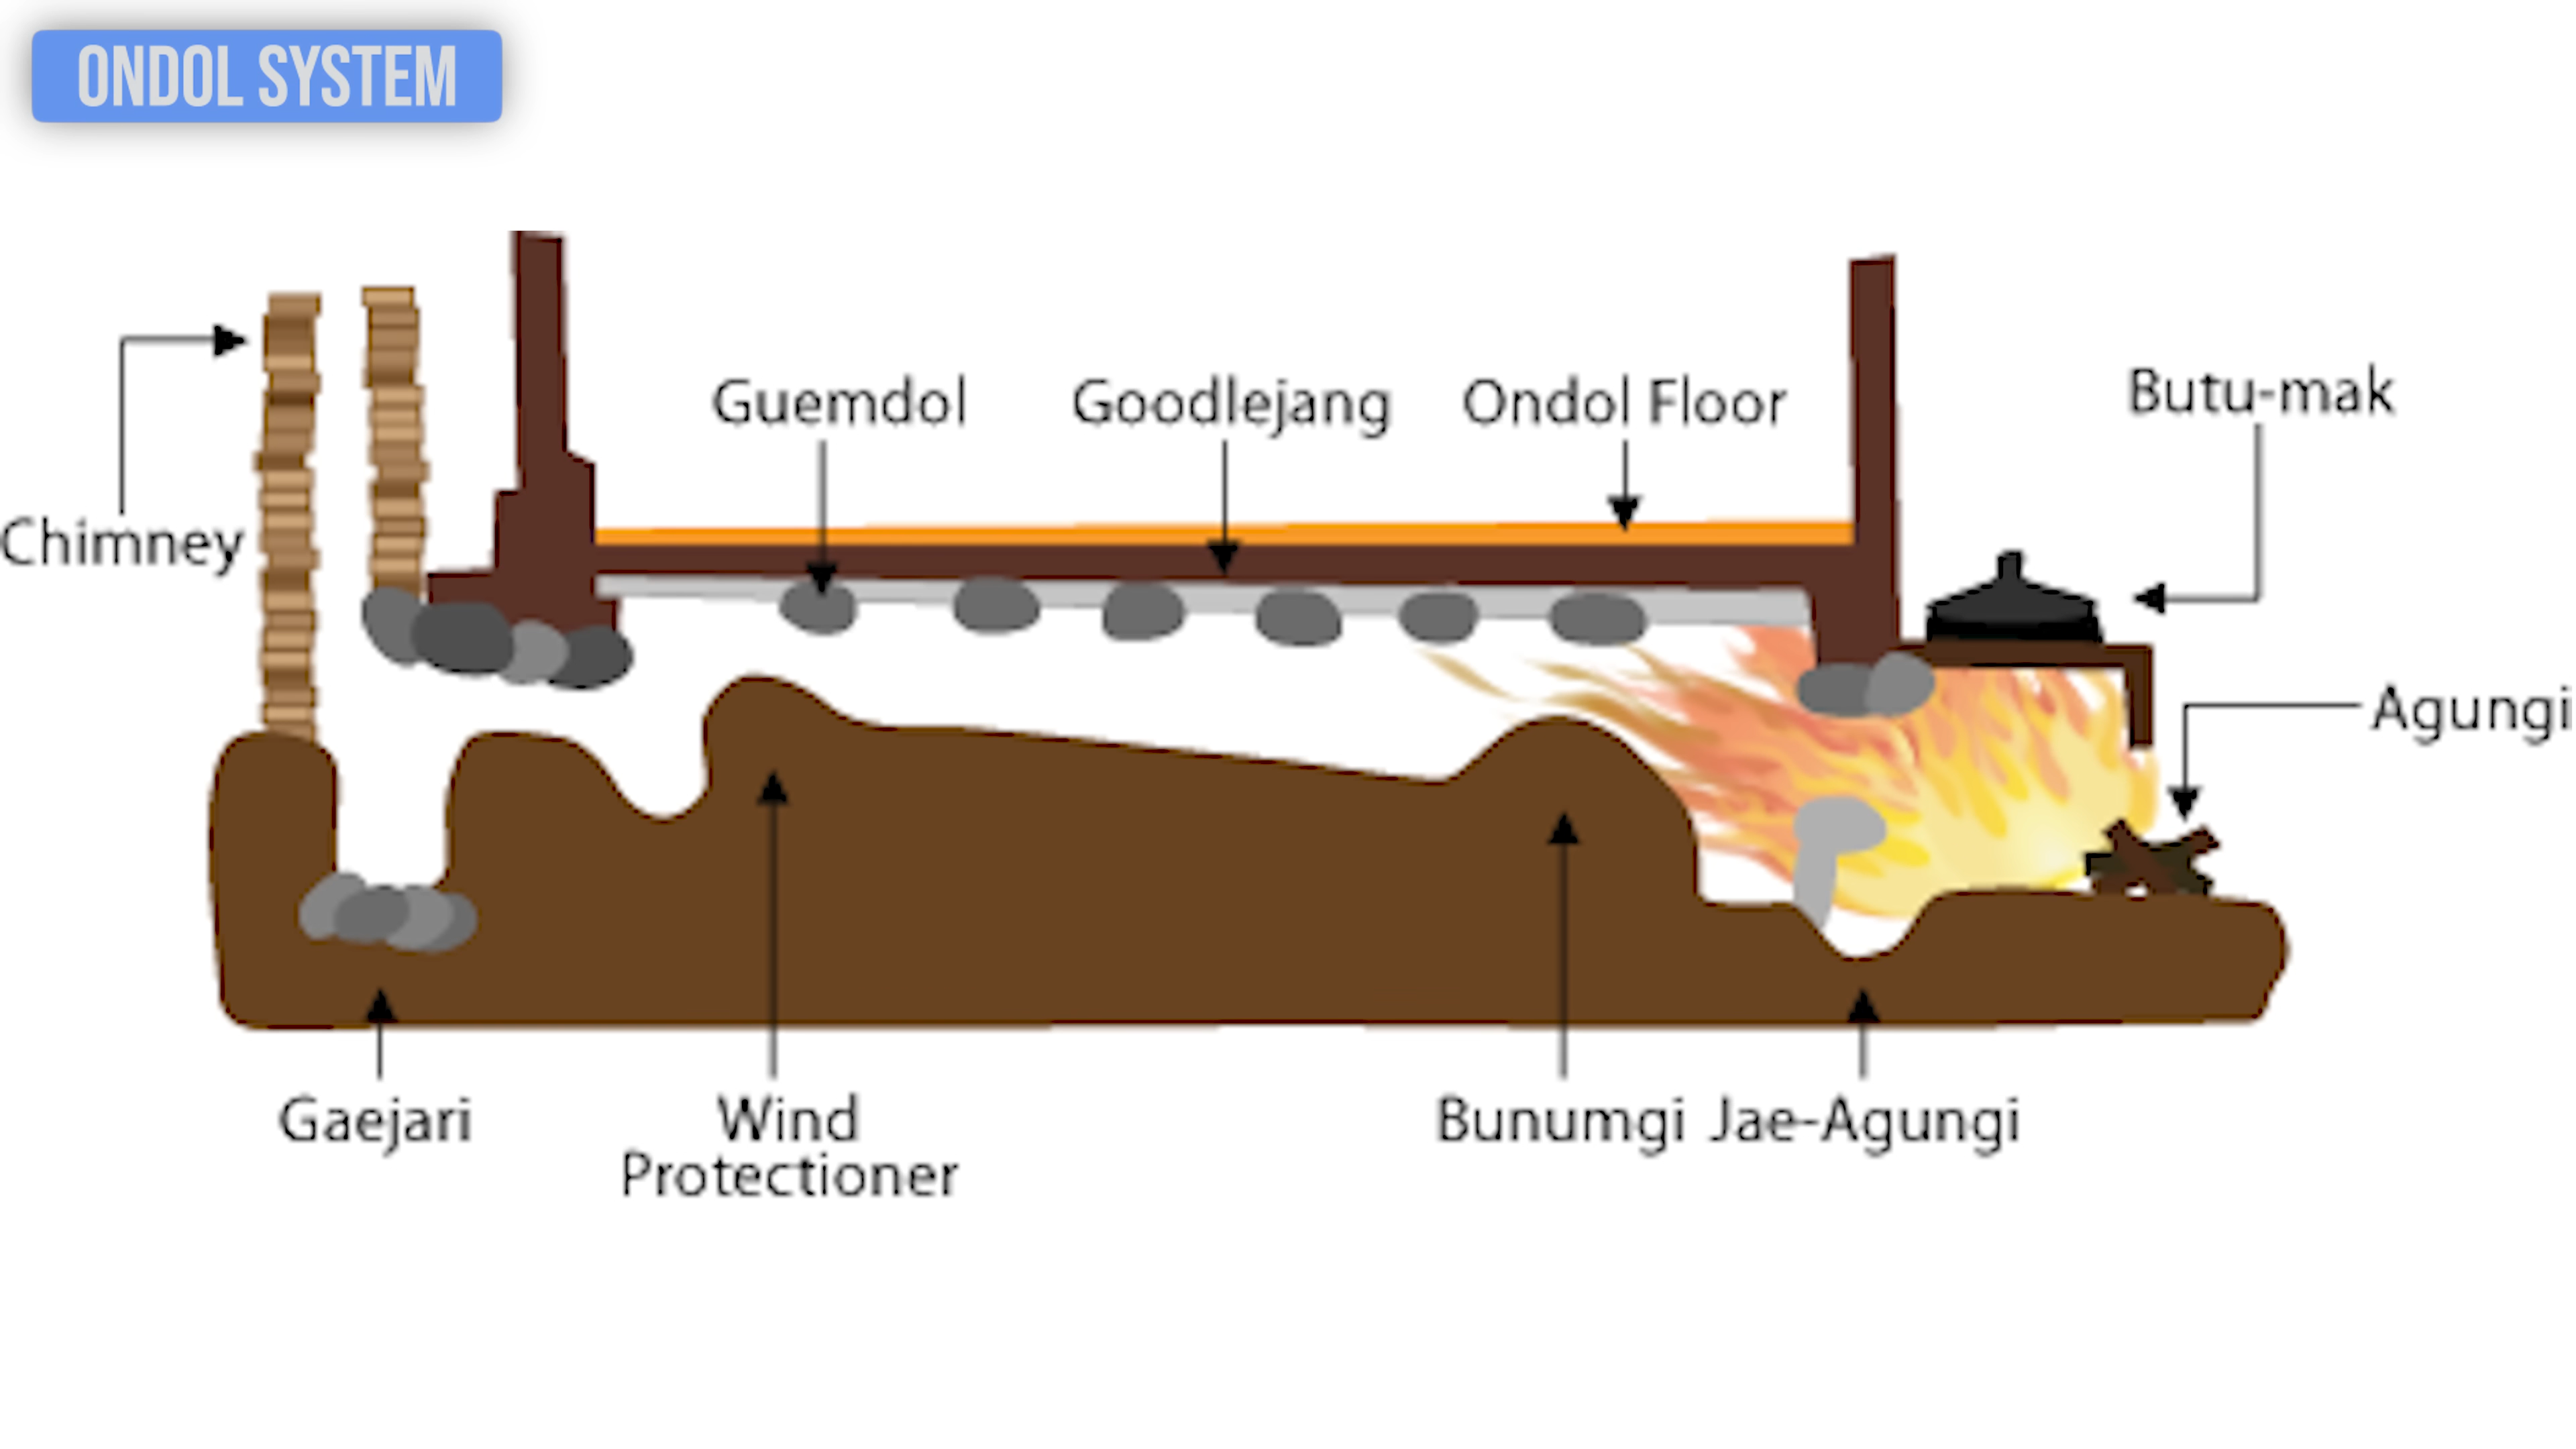 ONDOL SYSTEM
Guemdol
Goodlejang
Ondol Floor
Butu-mak
Chimney
Agungi
Gaejari
Wind
Protectioner
Bunumgi
Jae-Agungi